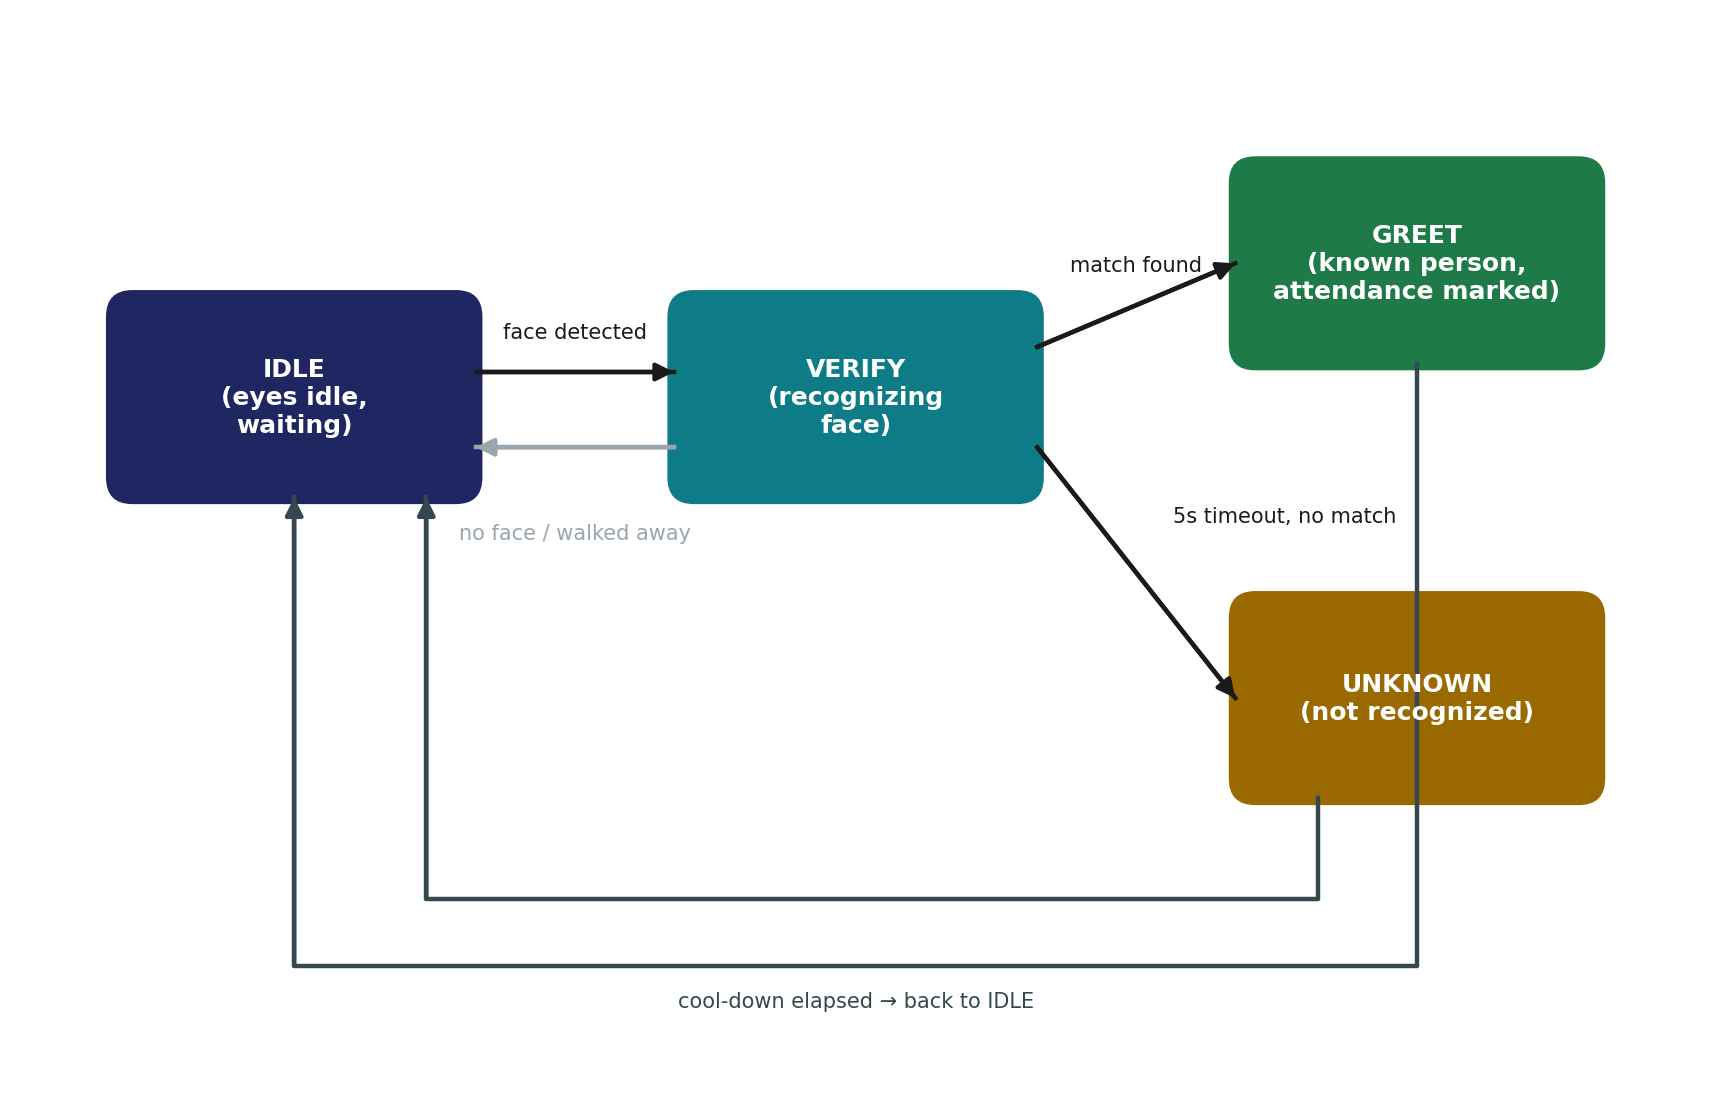 IDLE
(eyes idle,
waiting)
face detected
no face / walked away
VERIFY
(recognizing
face)
match found
GREET
(known person,
attendance marked)
5s timeout, no match
UNKNOWN
(not recognized)
cool-down elapsed → back to IDLE